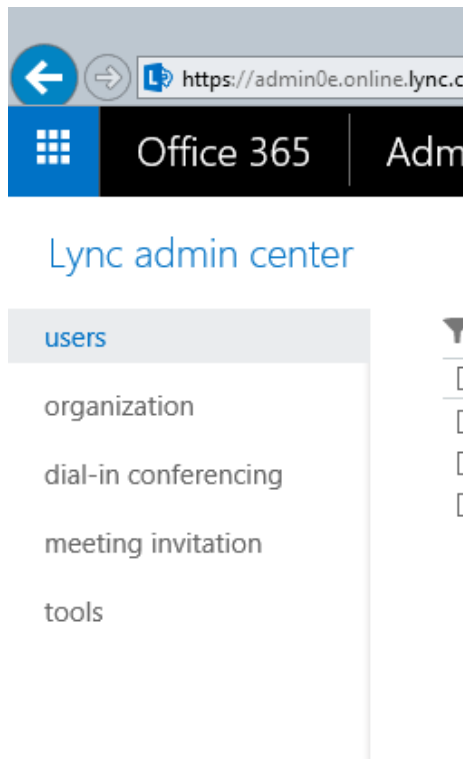 https://admin0e.online.lync.c
Office 365 Adm
Lync admin center
users
organization
dial-in conferencing
meeting invitation
tools